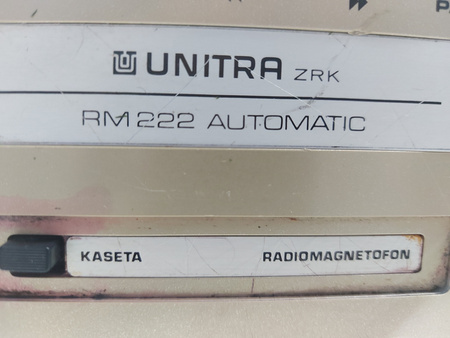 P
UNITRA ZRK
RM 222 AUTOMATIC
KASETA RADIOMAGNETOFON